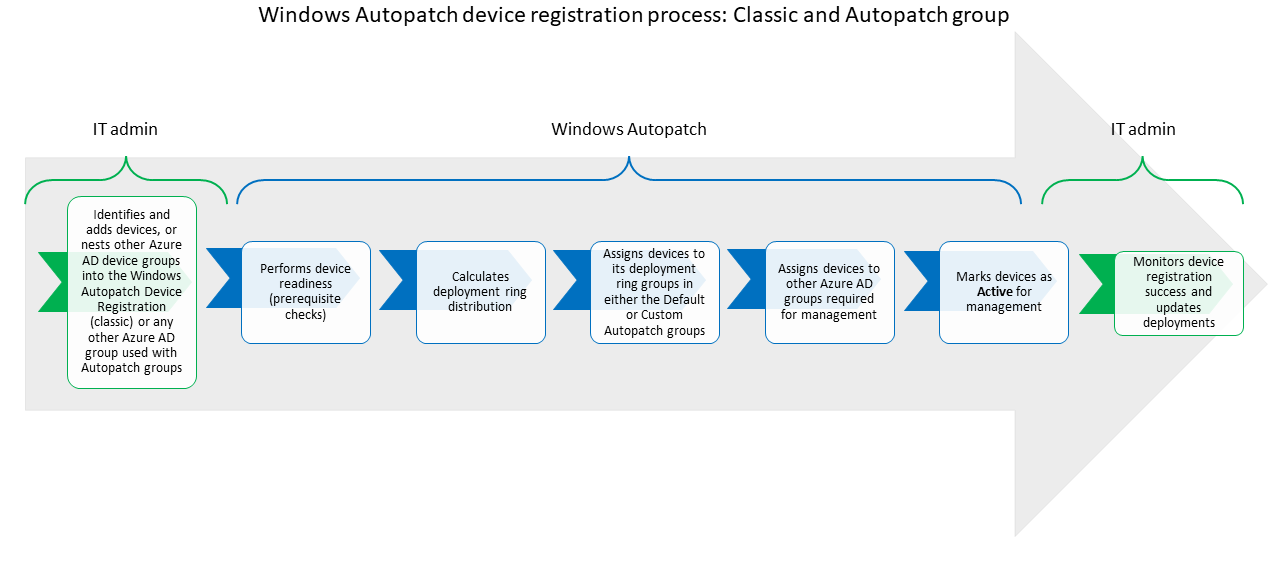 Windows Autopatch device registration process: Classic and Autopatch group
IT admin
Windows Autopatch
IT admin
Identifies and
adds devices, or
nests other Azure
AD device groups
into the Windows
Autopatch Device
Registration
(classic) or any
other Azure AD
group used with
Autopatch groups
Performs device
readiness
(prerequisite
checks)
Calculates
deployment ring
distribution
Assigns devices to
its deployment
ring groups in
either the Default
or Custom
Autopatch groups
Assigns devices to
other Azure AD
groups required
for management
Marks devices as
Active for
management
Monitors device
registration
success and
updates
deployments